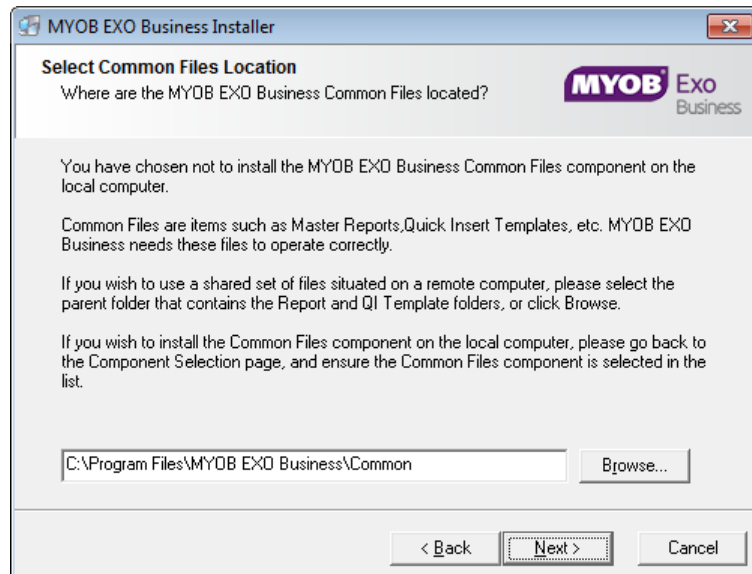 MYOB EXO Business Installer
Select Common Files Location
Where are the MYOB EXO Business Common Files located?
MYOB Exo
Business
You have chosen not to install the MYOB EXO Business Common Files component on the
local computer.
Common Files are items such as Master Reports,Quick Insert Templates, etc. MYOB EXO
Business needs these files to operate correctly.
If you wish to use a shared set of files situated on a remote computer, please select the
parent folder that contains the Report and QI Template folders, or click Browse.
If you wish to install the Common Files component on the local computer, please go back to
the Component Selection page, and ensure the Common Files component is selected in the
list.
C:\Program Files\MYOB EXO Business\Common
Browse...
< Back
Next >
Cancel